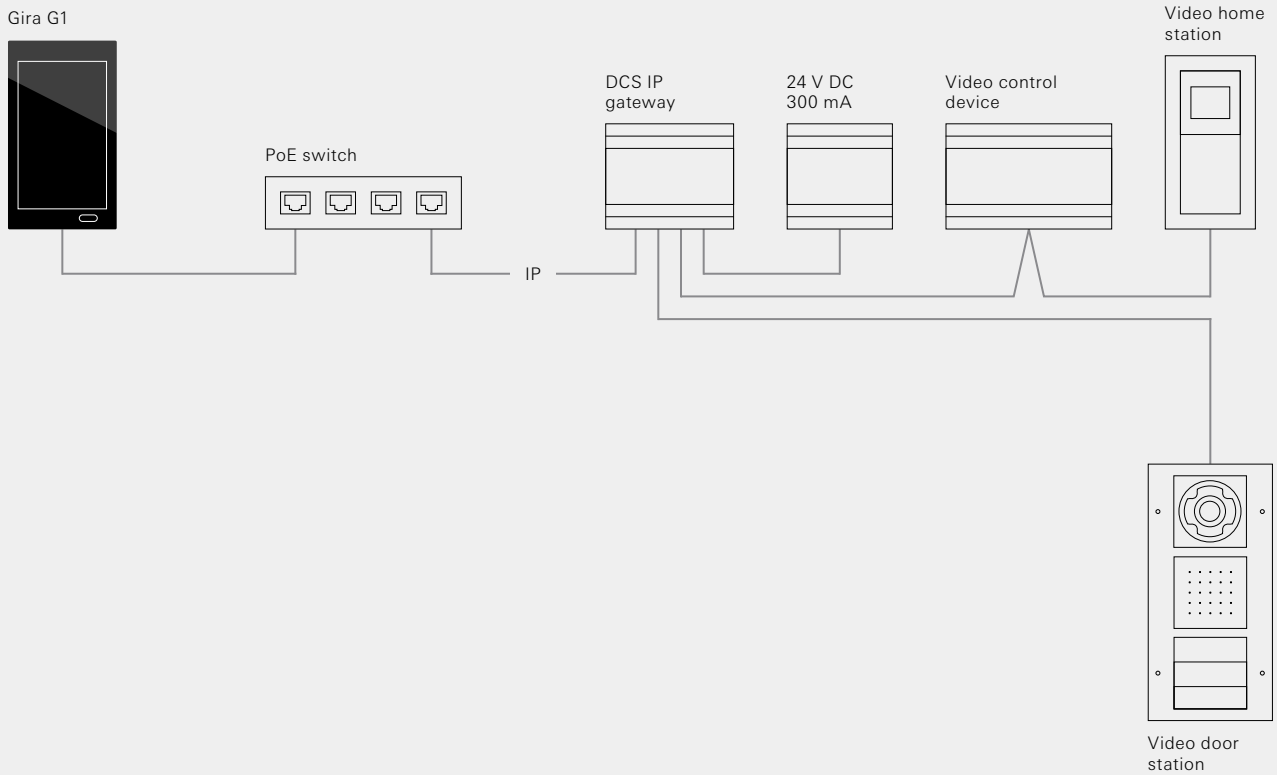 Gira G1
PoE switch
DCS IP
gateway
24 V DC
300 mA
Video control
device
Video home
station
IP
Video door
station